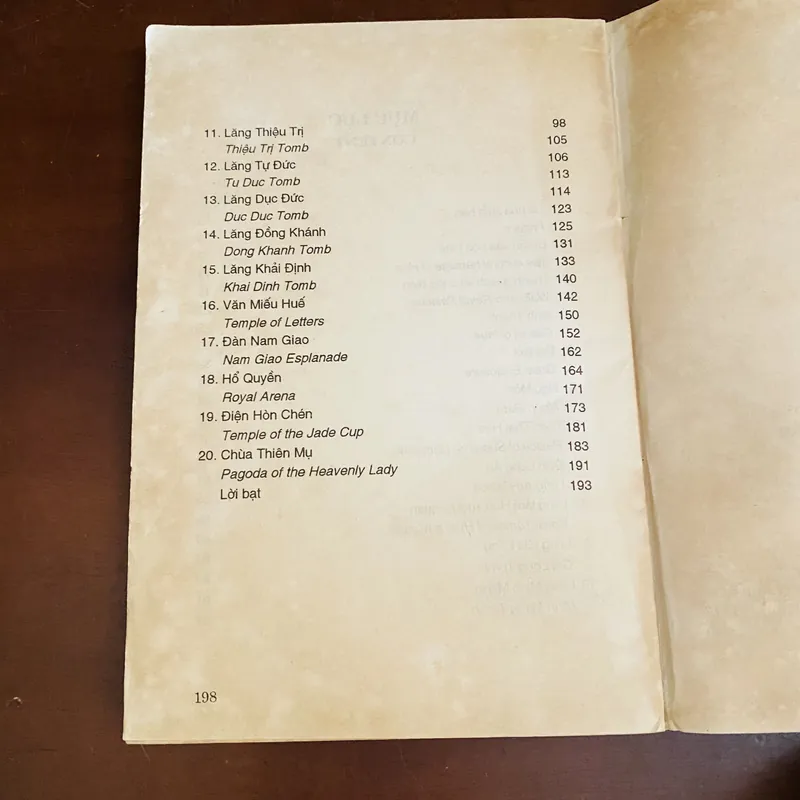 11. Lăng Thiệu Trị 98
Thiệu Trị Tomb 105
12. Lăng Tự Đức 106
Tu Duc Tomb 113
13. Lăng Dục Đức 114
Duc Duc Tomb 123
14. Lăng Đồng Khánh 125
Dong Khanh Tomb 131
15. Lăng Khải Định 133
Khai Dinh Tomb 140
16. Văn Miếu Huế 142
Temple of Letters 150
17. Đàn Nam Giao 152
Nam Giao Esplanade 162
18. Hổ Quyền 164
Royal Arena 171
19. Điện Hòn Chén 173
Temple of the Jade Cup 181
20. Chùa Thiên Mụ 183
Pagoda of the Heavenly Lady 191
Lời bạt 193
198